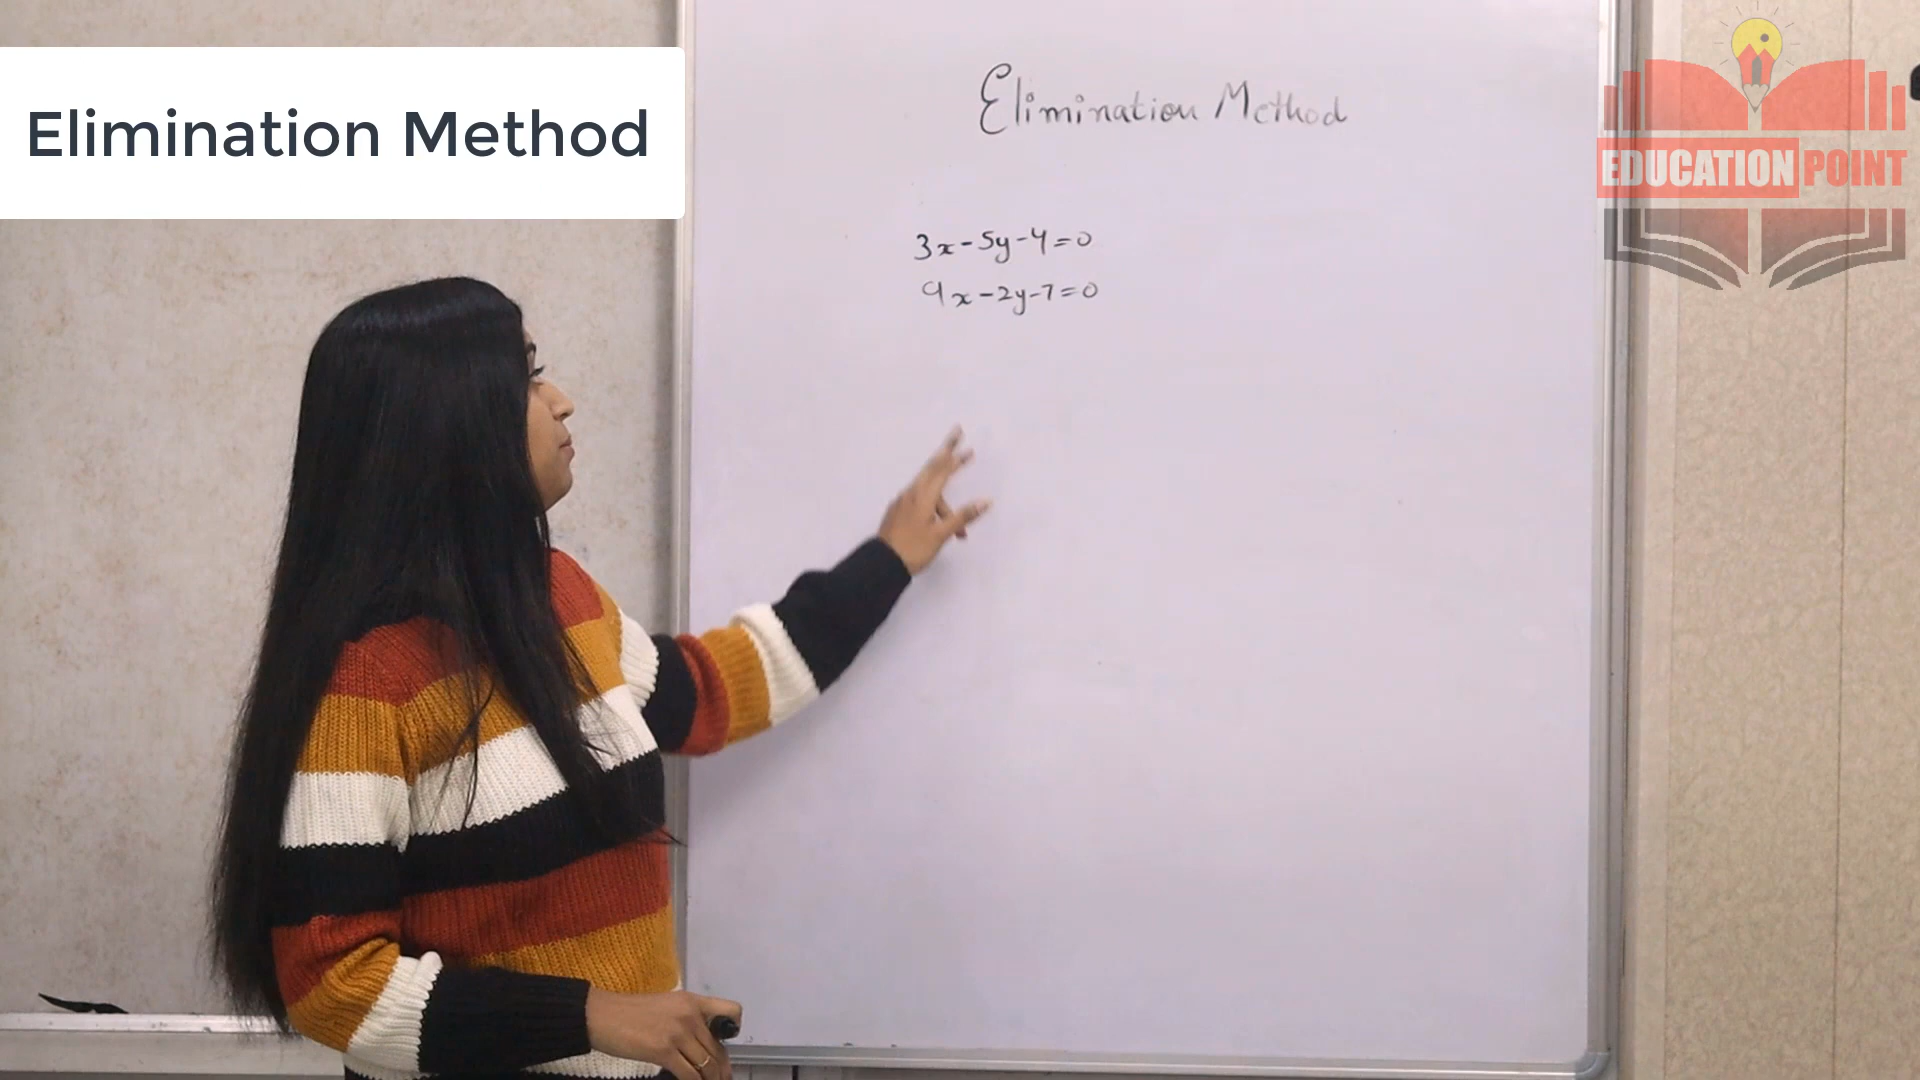 Elimination Method
Elimination Method
EDUCATION POINT
3x-5y-4=0
9x-2y-7=0